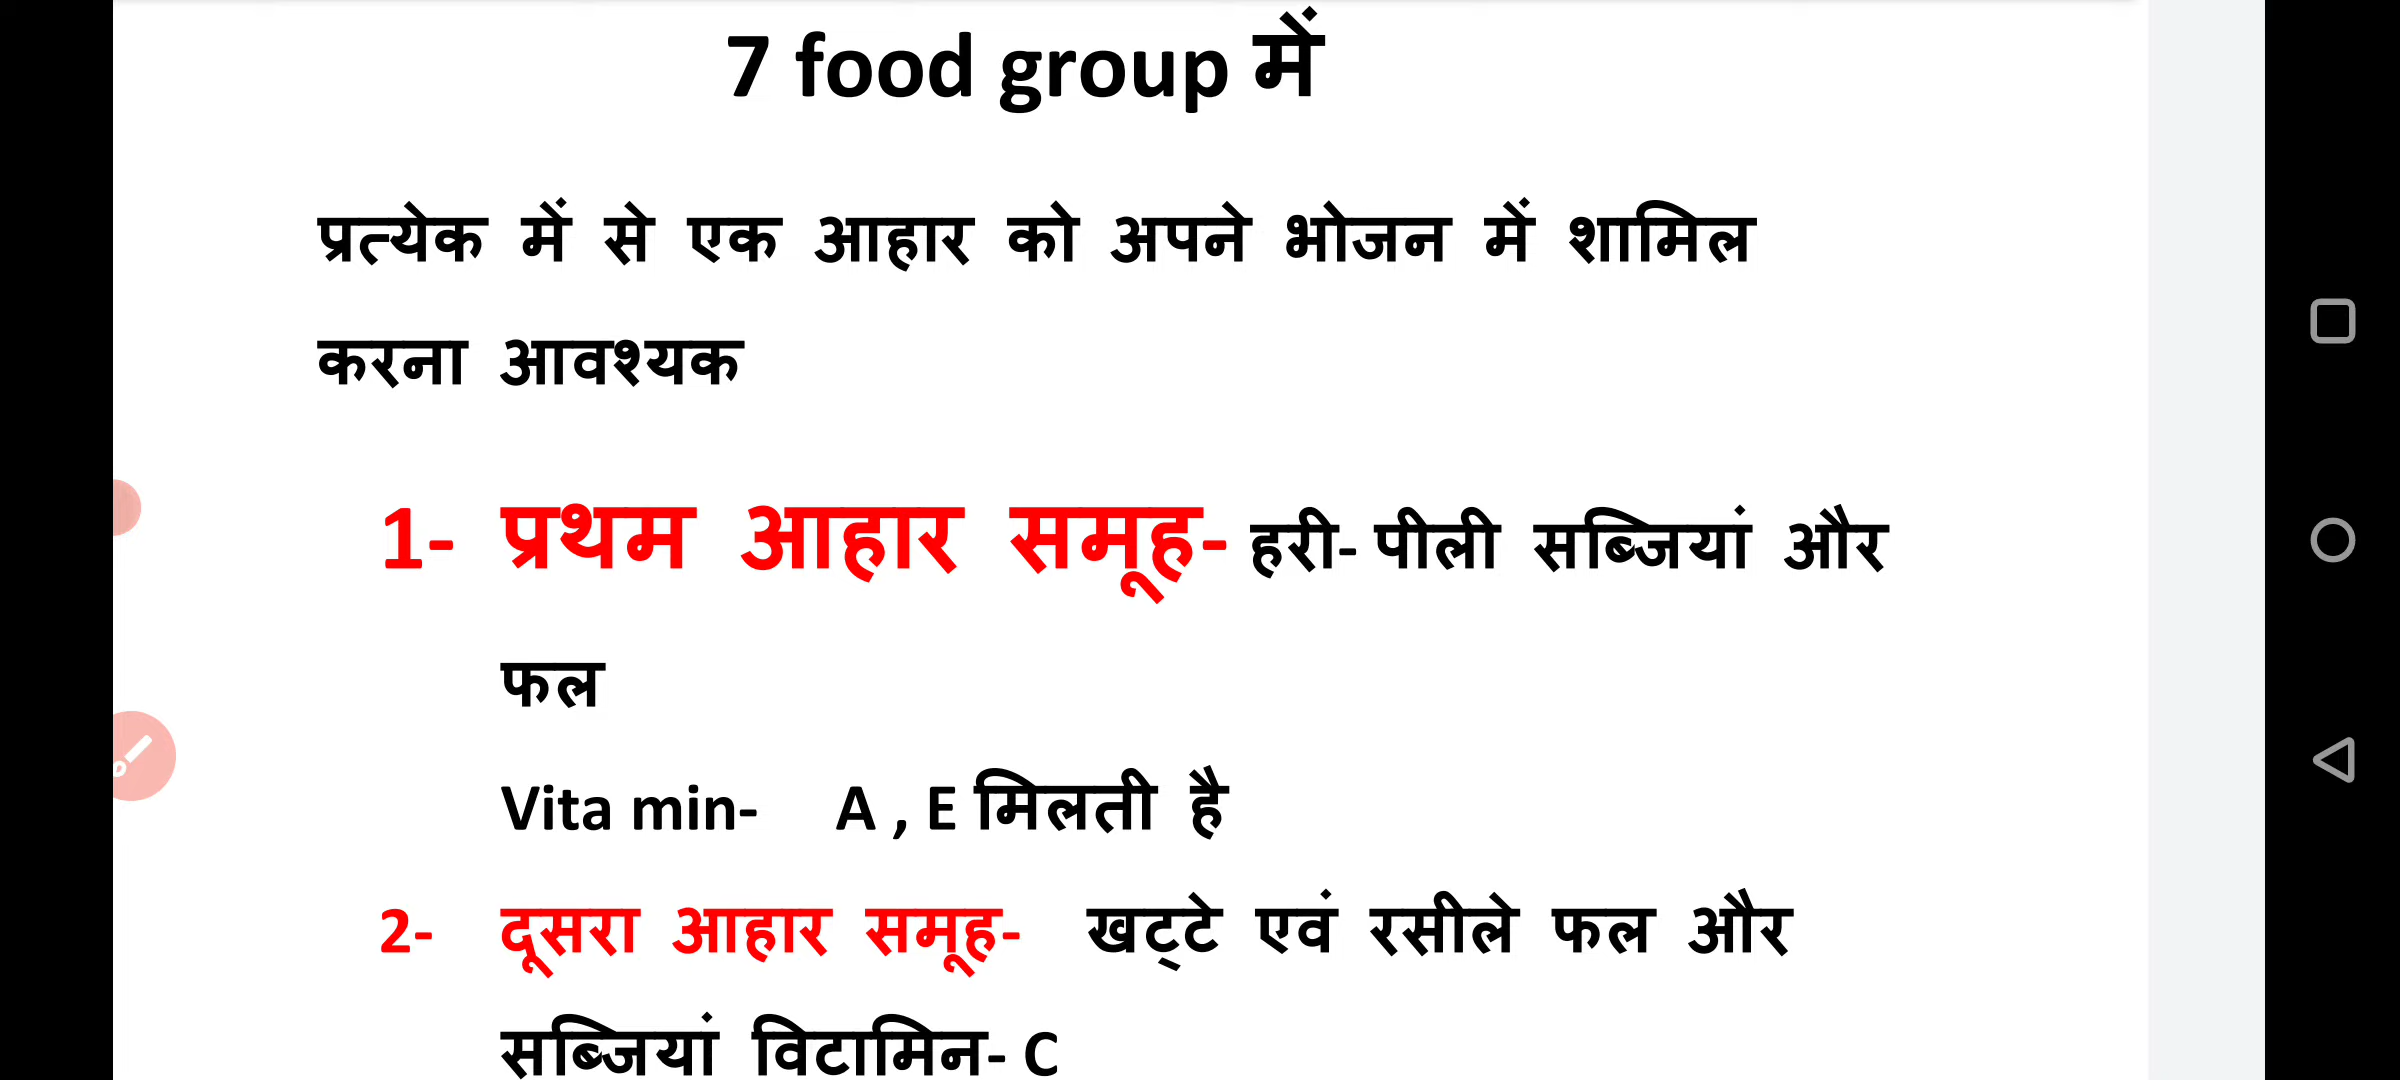 7 food group में
प्रत्येक में से एक आहार को अपने भोजन में शामिल
करना आवश्यक
1- प्रथम आहार समूह- हरी- पीली सब्जियां और
फल
Vita min- A , E मिलती है
2- दूसरा आहार समूह- खट्टे एवं रसीले फल और
सब्जियां विटामिन- C